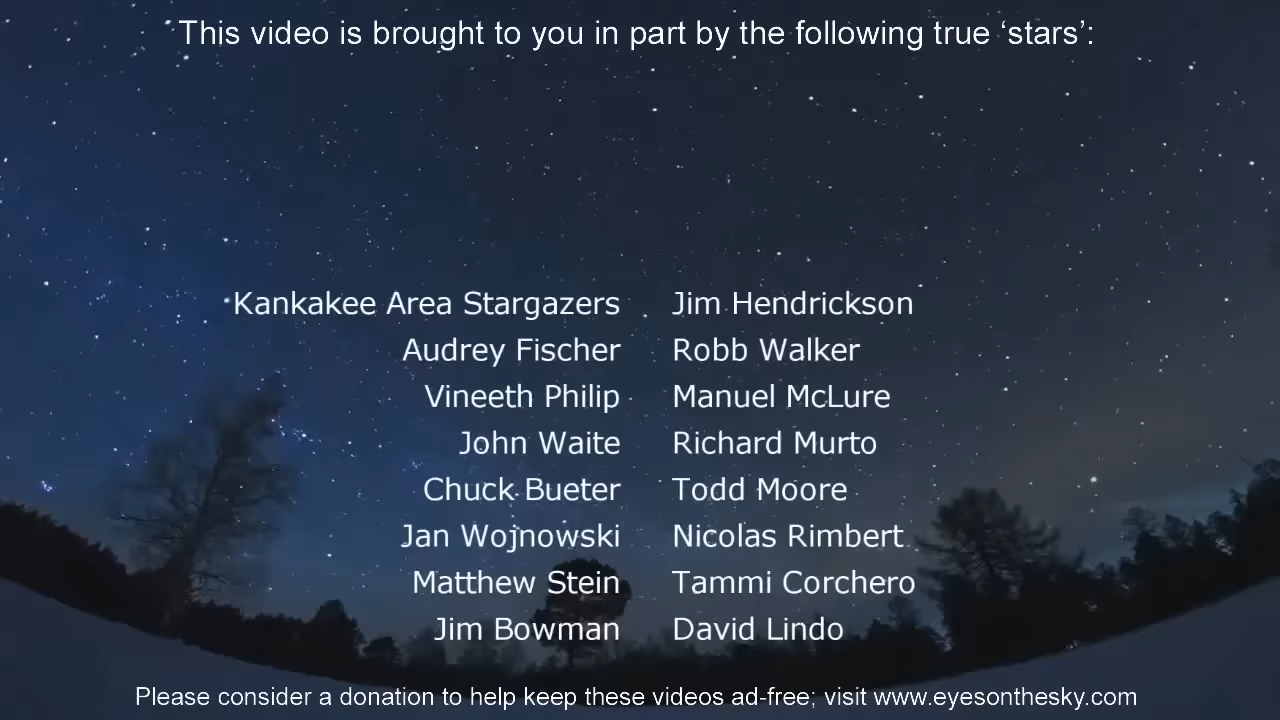 This video is brought to you in part by the following true ‘stars’:
Kankakee Area Stargazers Jim Hendrickson
Audrey Fischer Robb Walker
Vineeth Philip Manuel McLure
John Waite Richard Murto
Chuck Bueter Todd Moore
Jan Wojnowski Nicolas Rimbert
Matthew Stein Tammi Corchero
Jim Bowman David Lindo
Please consider a donation to help keep these videos ad-free; visit www.eyesonthesky.com